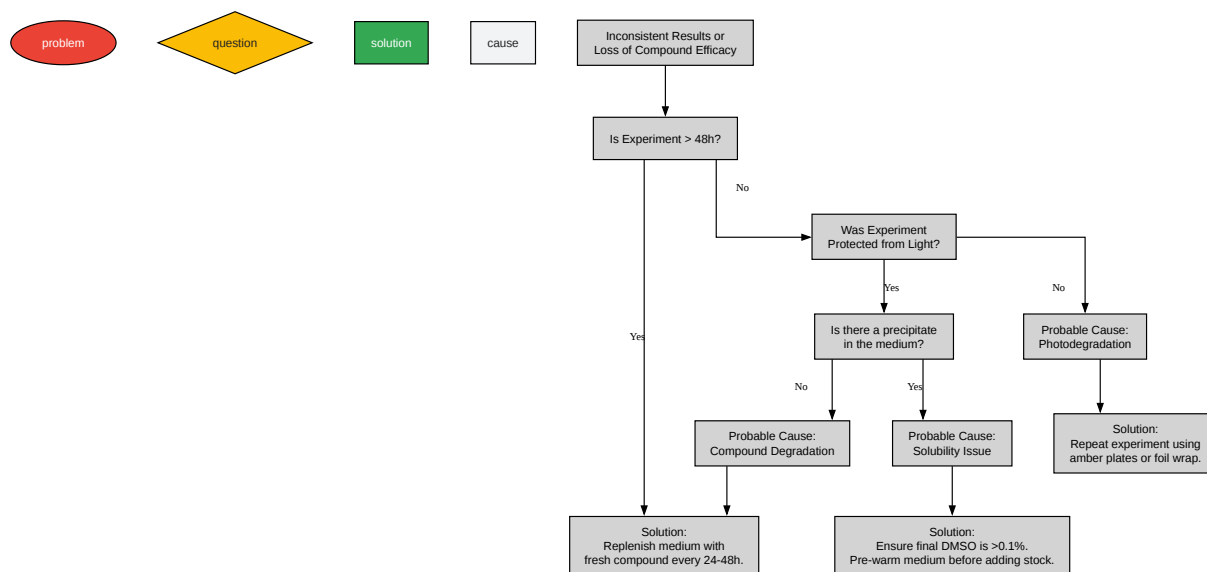 problem
question
solution
cause
Inconsistent Results or
Loss of Compound Efficacy
Is Experiment > 48h?
No
Was Experiment
Protected from Light?
Yes
No
Is there a precipitate
in the medium?
Probable Cause:
Photodegradation
Yes
No
Yes
Probable Cause:
Compound Degradation
Probable Cause:
Solubility Issue
Solution:
Repeat experiment using
amber plates or foil wrap.
Solution:
Replenish medium with
fresh compound every 24-48h.
Solution:
Ensure final DMSO is >0.1%.
Pre-warm medium before adding stock.